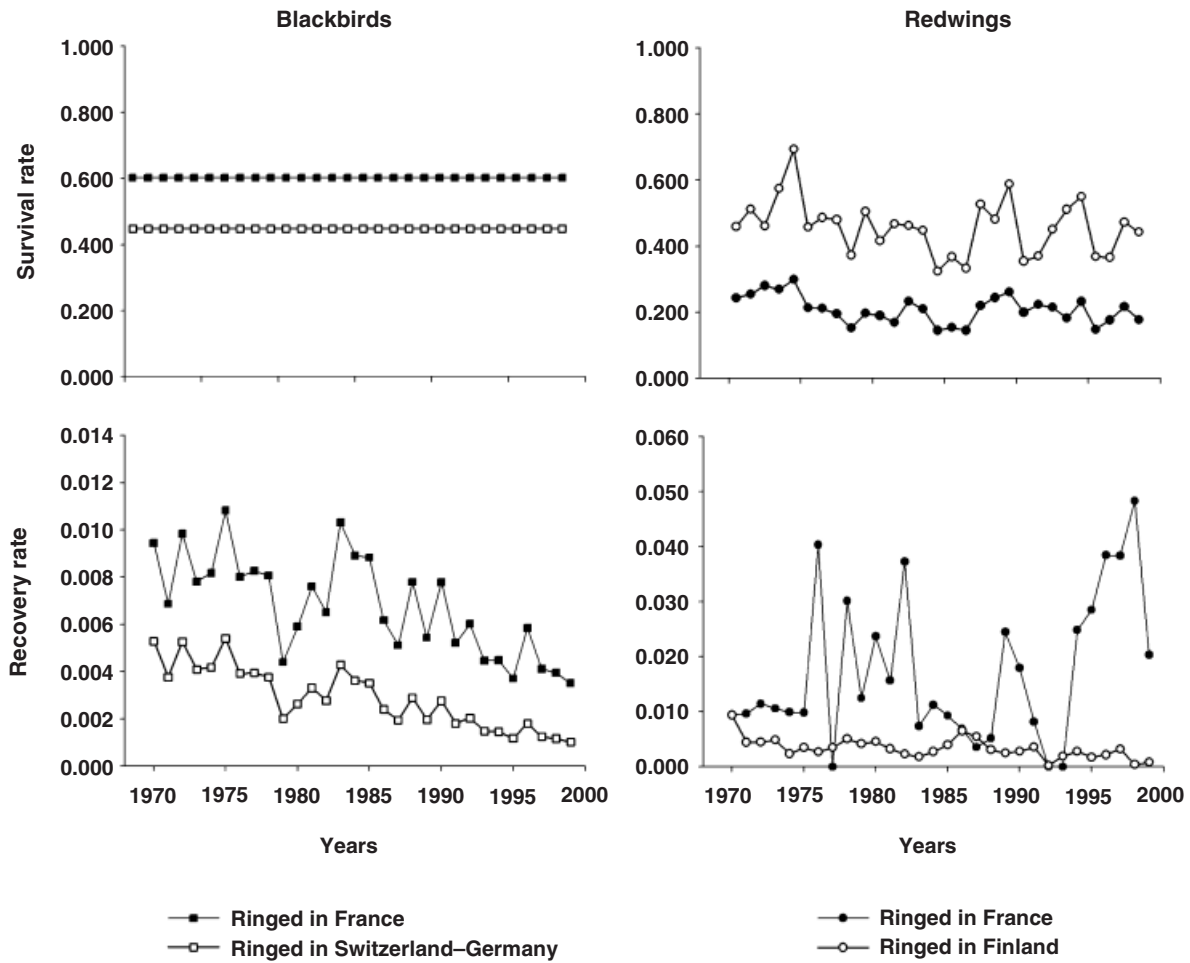 Blackbirds
Redwings
Survival rate
1.000
0.800
0.600
0.400
0.200
0.000
1.000
0.800
0.600
0.400
0.200
0.000
Recovery rate
0.014
0.012
0.010
0.008
0.006
0.004
0.002
0.000
1970 1975 1980 1985 1990 1995 2000
Years
0.060
0.050
0.040
0.030
0.020
0.010
0.000
1970 1975 1980 1985 1990 1995 2000
Years
Ringed in France
Ringed in Switzerland–Germany
Ringed in France
Ringed in Finland